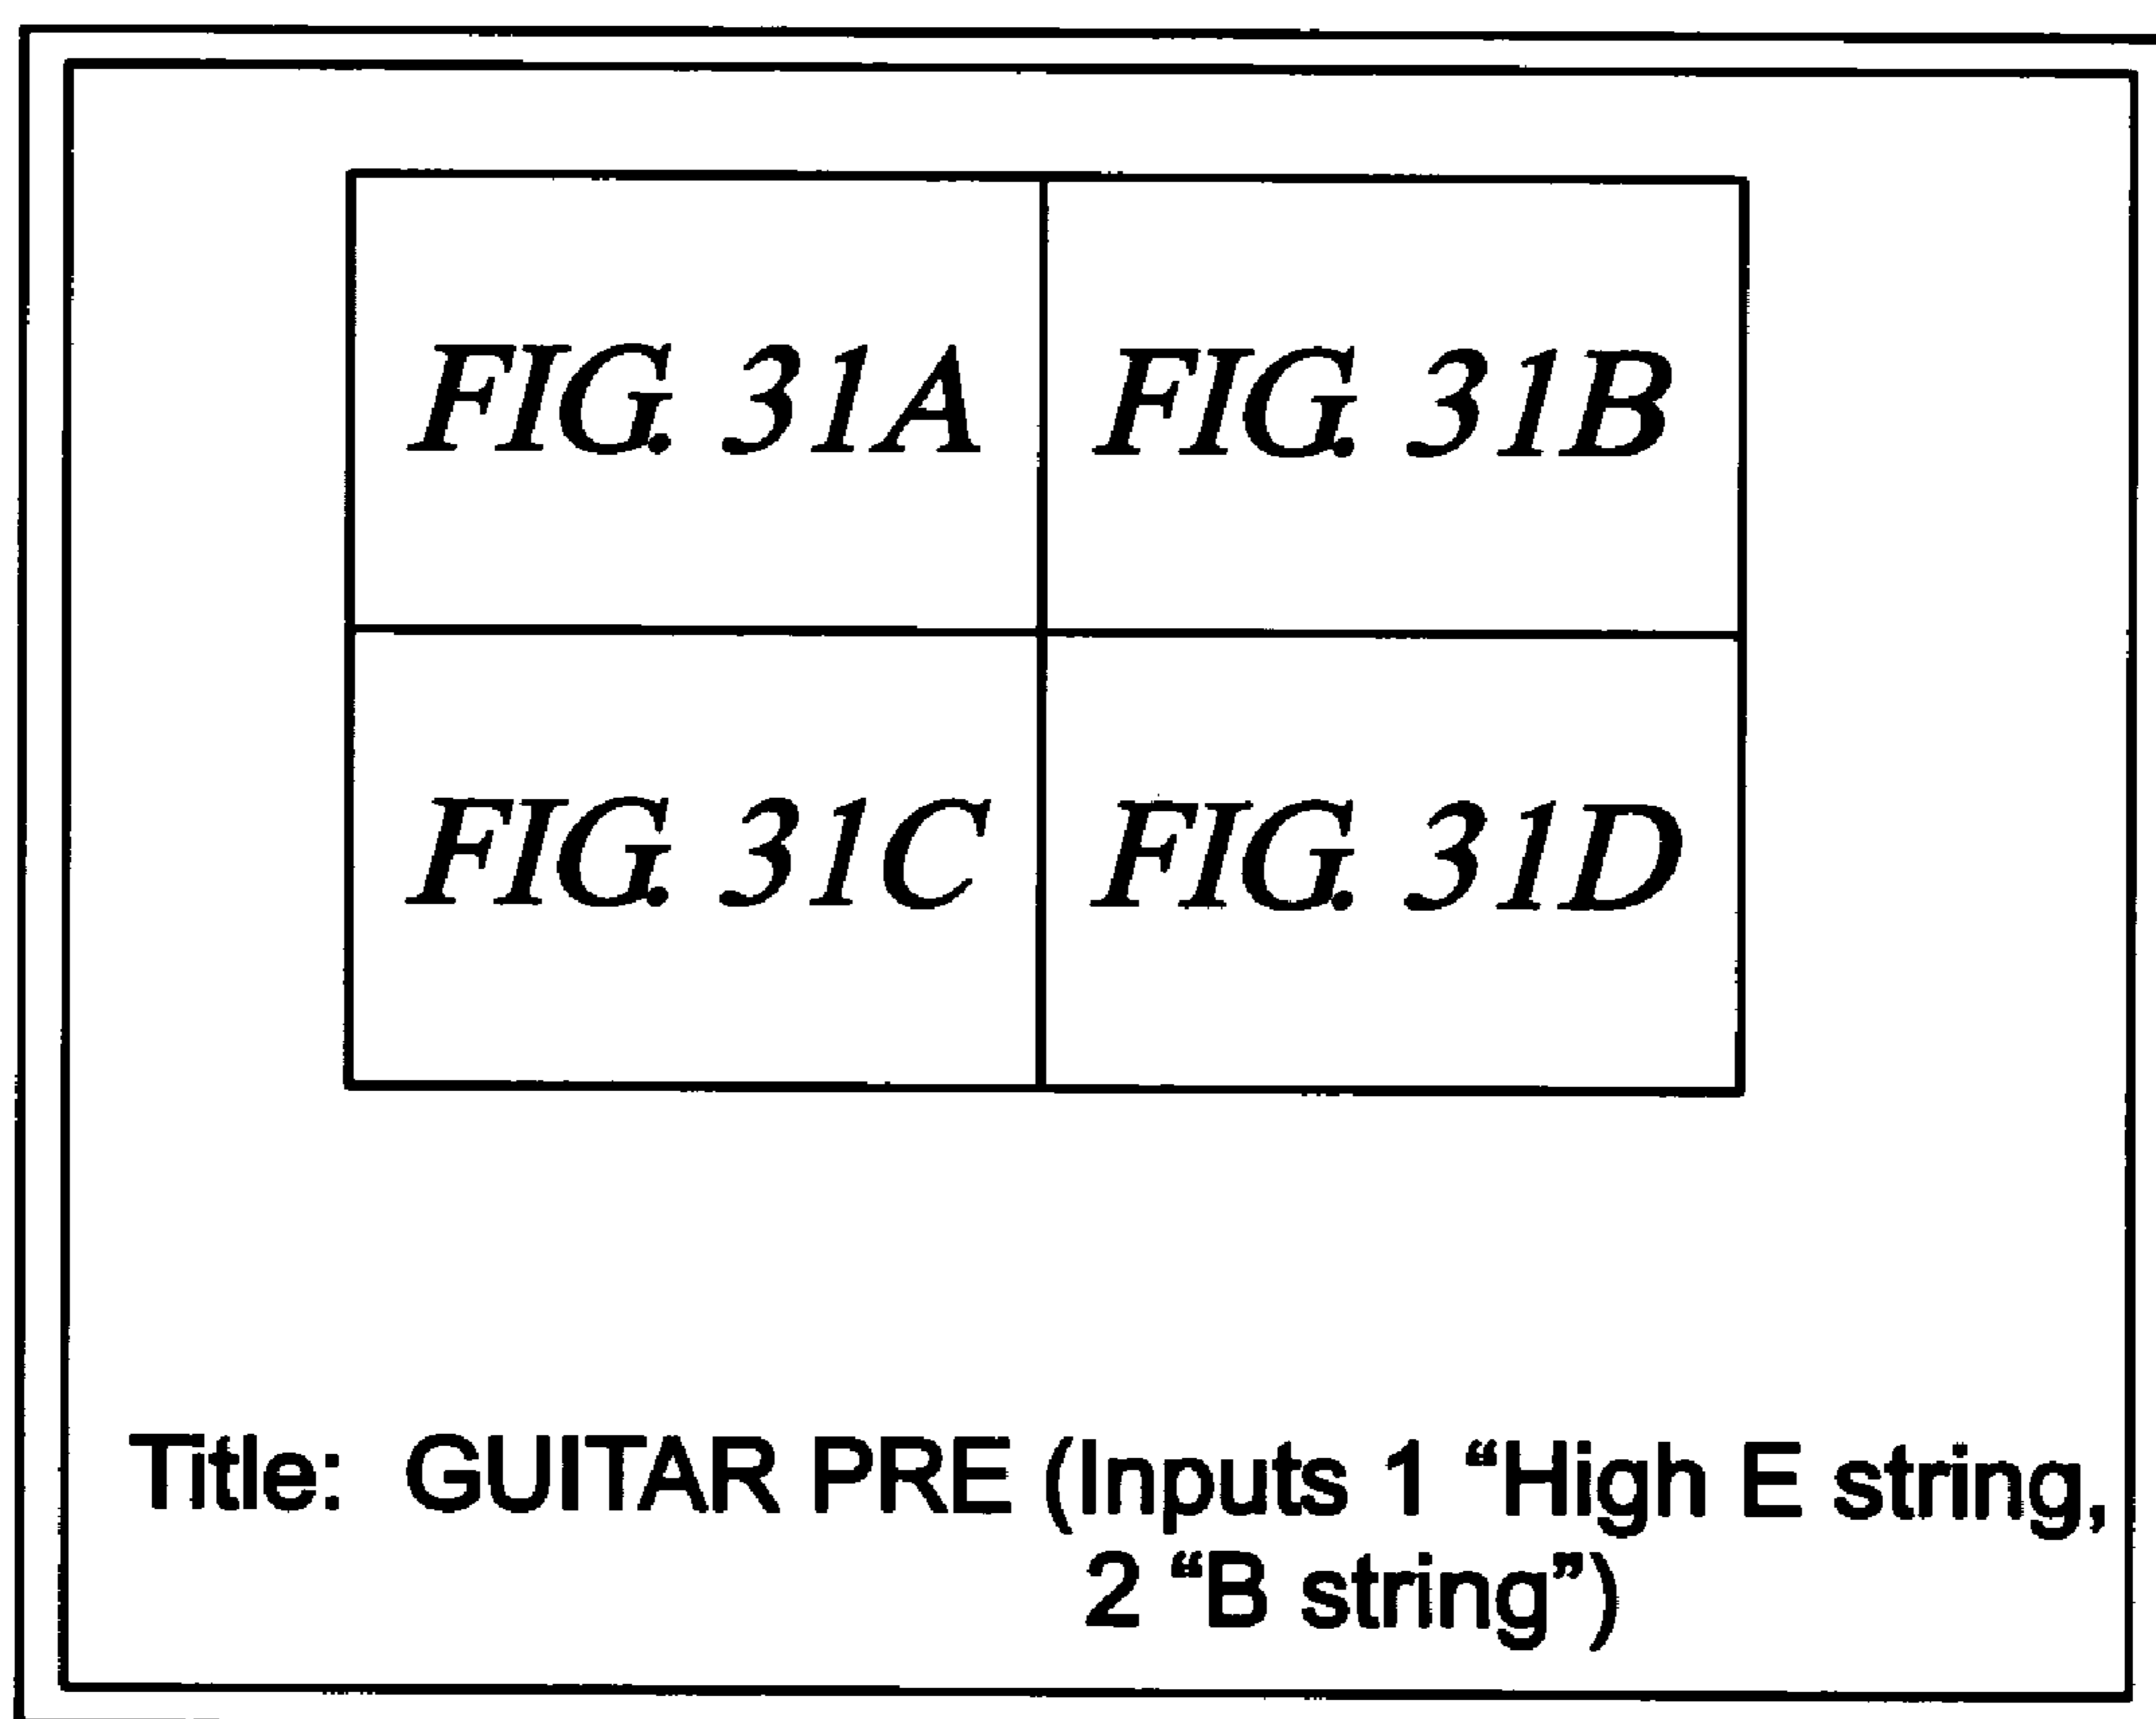 FIG. 31A FIG. 31B
FIG. 31C FIG. 31D
Title: GUITAR PRE (Inputs 1 “High E string,
2 “B string”)